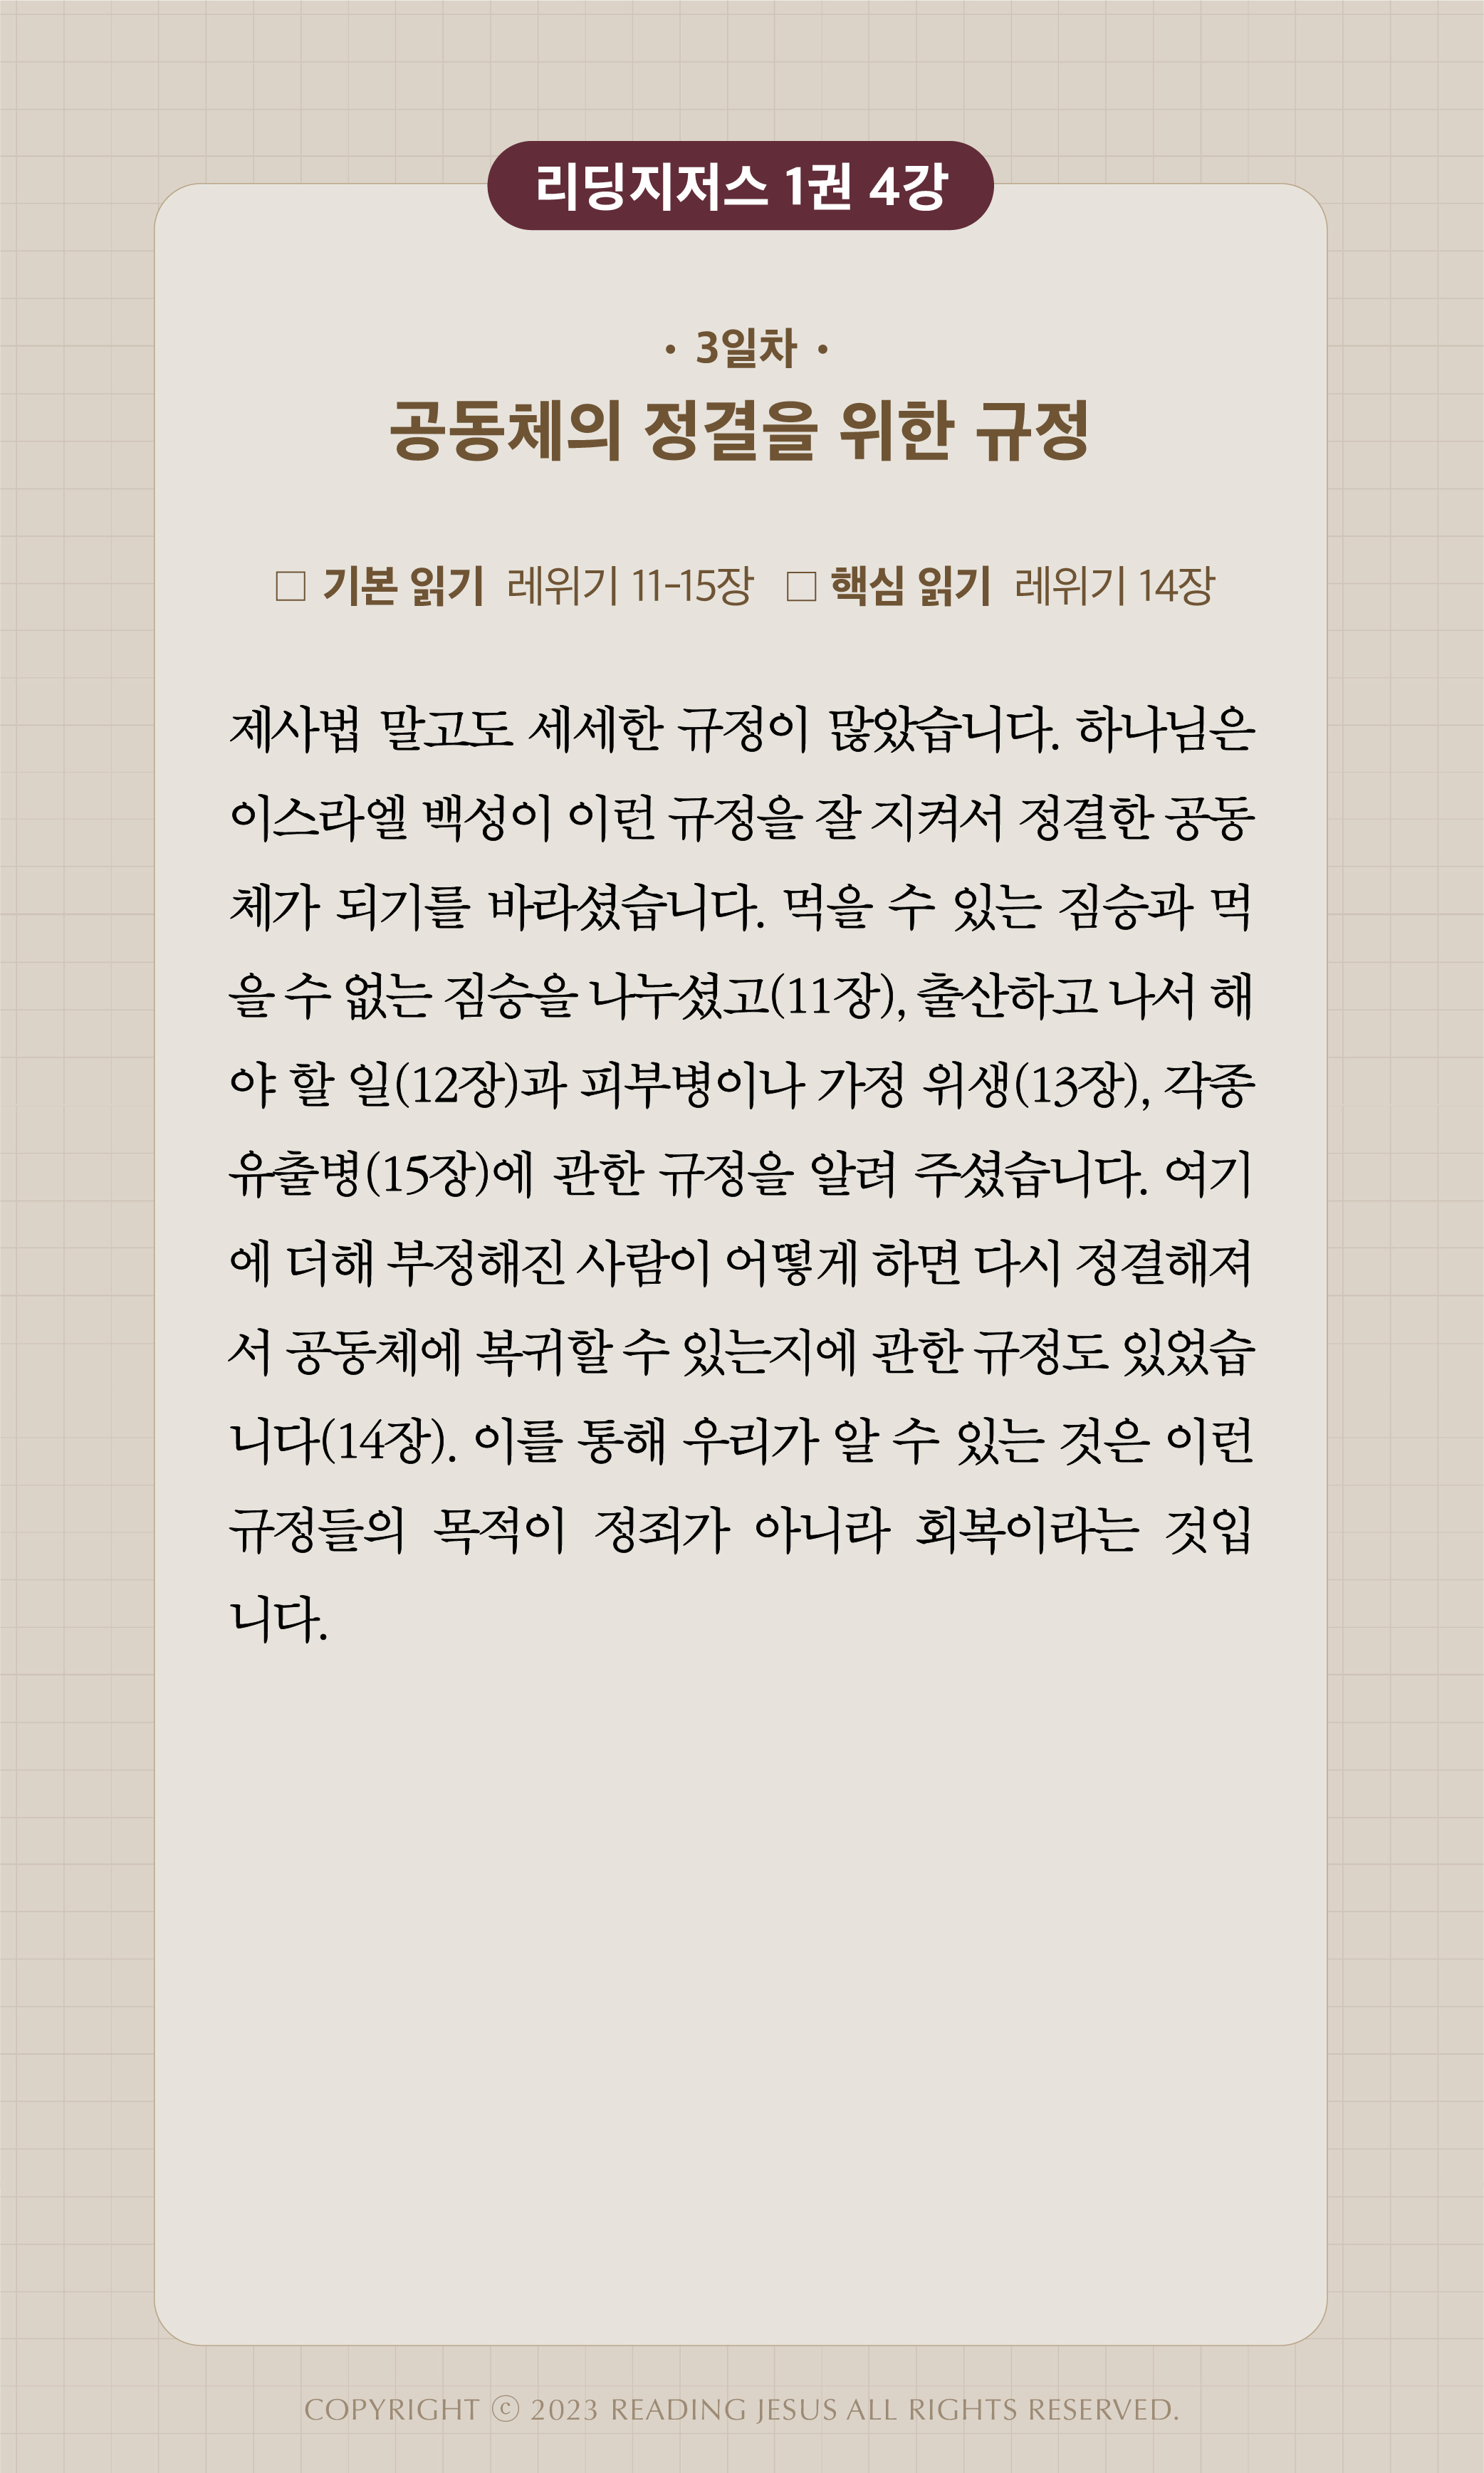 리딩지저스 1권 4강
· 3일차 ·
공동체의 정결을 위한 규정
□ 기본 읽기 레위기 11-15장 □ 핵심 읽기 레위기 14장
제사법 말고도 세세한 규정이 많았습니다. 하나님은
이스라엘 백성이 이런 규정을 잘 지켜서 정결한 공동
체가 되기를 바라셨습니다. 먹을 수 있는 짐승과 먹
을 수 없는 짐승을 나누셨고(11장), 출산하고 나서 해
야 할 일(12장)과 피부병이나 가정 위생(13장), 각종
유출병(15장)에 관한 규정을 알려 주셨습니다. 여기
에 더해 부정해진 사람이 어떻게 하면 다시 정결해져
서 공동체에 복귀할 수 있는지에 관한 규정도 있었습
니다(14장). 이를 통해 우리가 알 수 있는 것은 이런
규정들의 목적이 정죄가 아니라 회복이라는 것입
니다.
COPYRIGHT ⓒ 2023 READING JESUS ALL RIGHTS RESERVED.